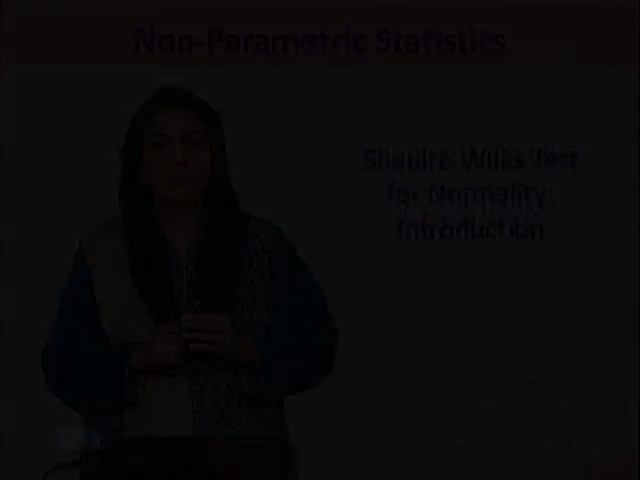 Non-Parametric Statistics
Shapiro Wilks Test
for Normality:
Introduction